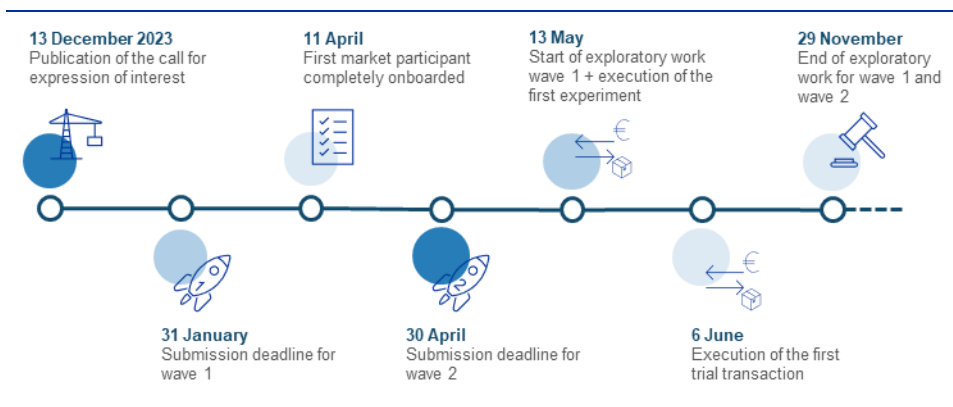 13 December 2023
Publication of the call for
expression of interest
31 January
Submission deadline for
wave 1
11 April
First market participant
completely onboarded
30 April
Submission deadline for
wave 2
13 May
Start of exploratory work
wave 1 + execution of the
first experiment
6 June
Execution of the first
trial transaction
29 November
End of exploratory
work for wave 1 and
wave 2
1
2
€
€